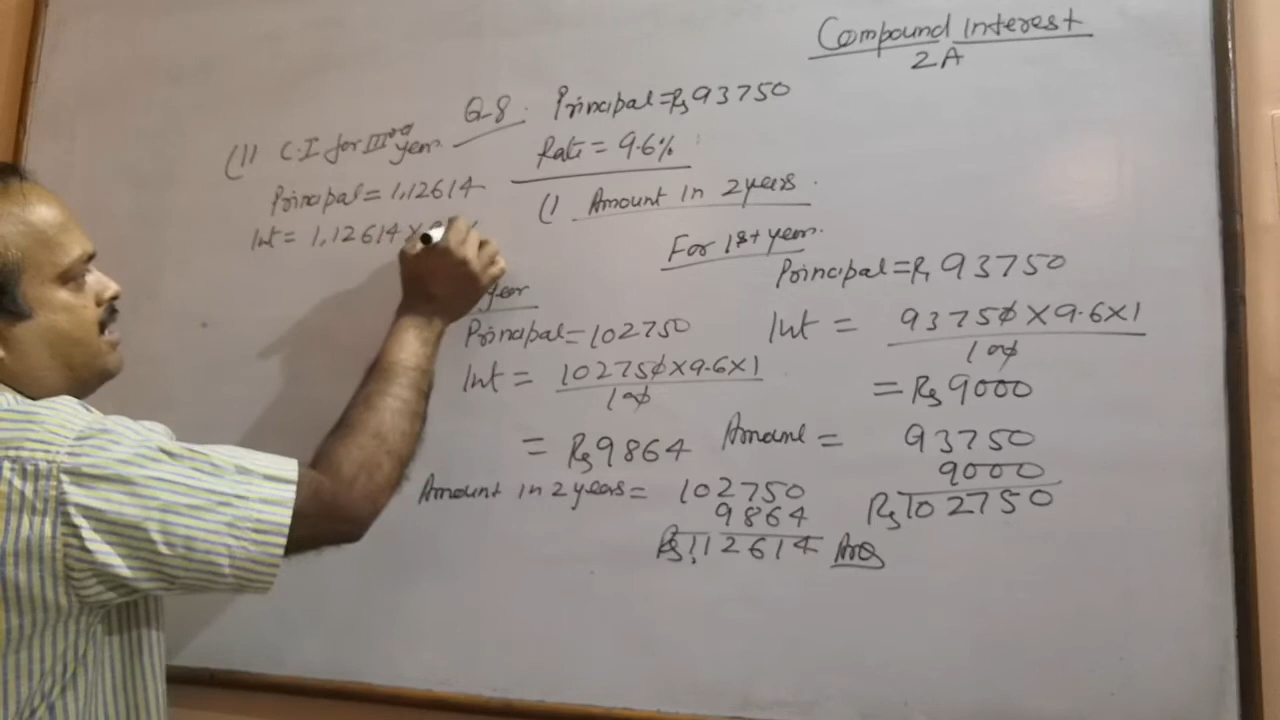 Compound Interest
2A
Q-8. Principal = Rs 93750
Rate = 9.6%
(I) Amount in 2 years.
For 1st year.
Principal = Rs 93750
Int = 93750 × 9.6 × 1
100
= Rs 9000
Amount = 93750
9000
Rs 102750
year
Principal = 102750
Int = 102750 × 9.6 × 1
100
= Rs 9864
Amount in 2 years = 102750
9864
Rs 1,12614 Ans
(II) C.I for IIIrd year.
Principal = 1,12614
Int = 1,12614 ×